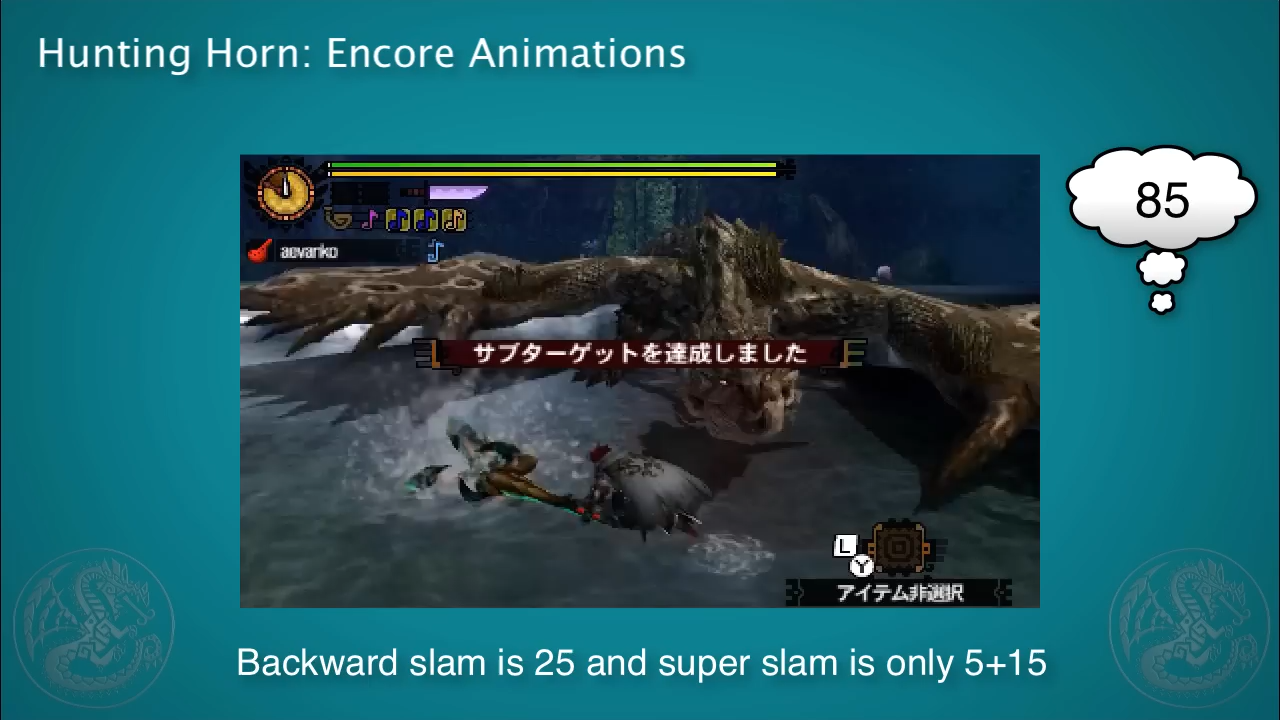 Hunting Horn: Encore Animations
85
aevanko
サブターゲットを達成しました
L
Y
アイテム非選択
Backward slam is 25 and super slam is only 5+15